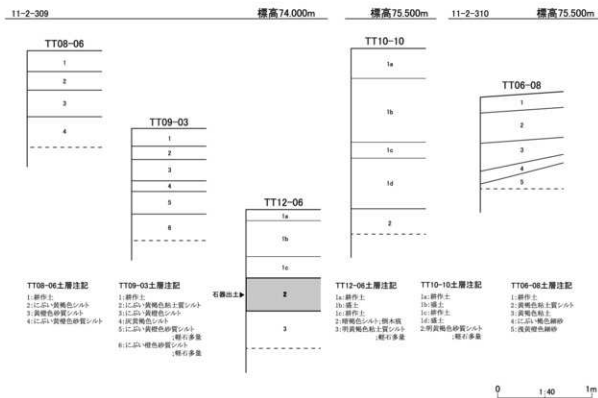 11-2-309
標高74.000m
標高75.500m
11-2-310
標高75.500m
TT08-06
1
2
3
4
TT09-03
1
2
3
4
5
6
TT12-06
1a
1b
1c
石器出土▶
2
3
TT10-10
1a
1b
1c
1d
2
TT06-08
1
2
3
4
5
TT08-06土層注記
1:耕作土
2:にぶい黄褐色シルト
3:黄橙色砂質シルト
4:にぶい黄橙色砂質シルト
TT09-03土層注記
1:耕作土
2:にぶい黄褐色粘土質シルト
3:にぶい黄橙色シルト
4:灰黄褐色シルト
5:にぶい黄橙色砂質シルト
;軽石多量
6:にぶい橙色砂質シルト
;軽石多量
TT12-06土層注記
1a:耕作土
1b:盛土
1c:耕作土
2:暗褐色シルト;倒木痕
3:明黄褐色粘土質シルト
;軽石多量
TT10-10土層注記
1a:耕作土
1b:盛土
1c:耕作土
1d:盛土
2:明黄褐色砂質シルト
;軽石多量
TT06-08土層注記
1:耕作土
2:黄褐色粘土質シルト
3:黄褐色粘土
4:にぶい褐色細砂
5:浅黄橙色細砂
0
1:40
1m